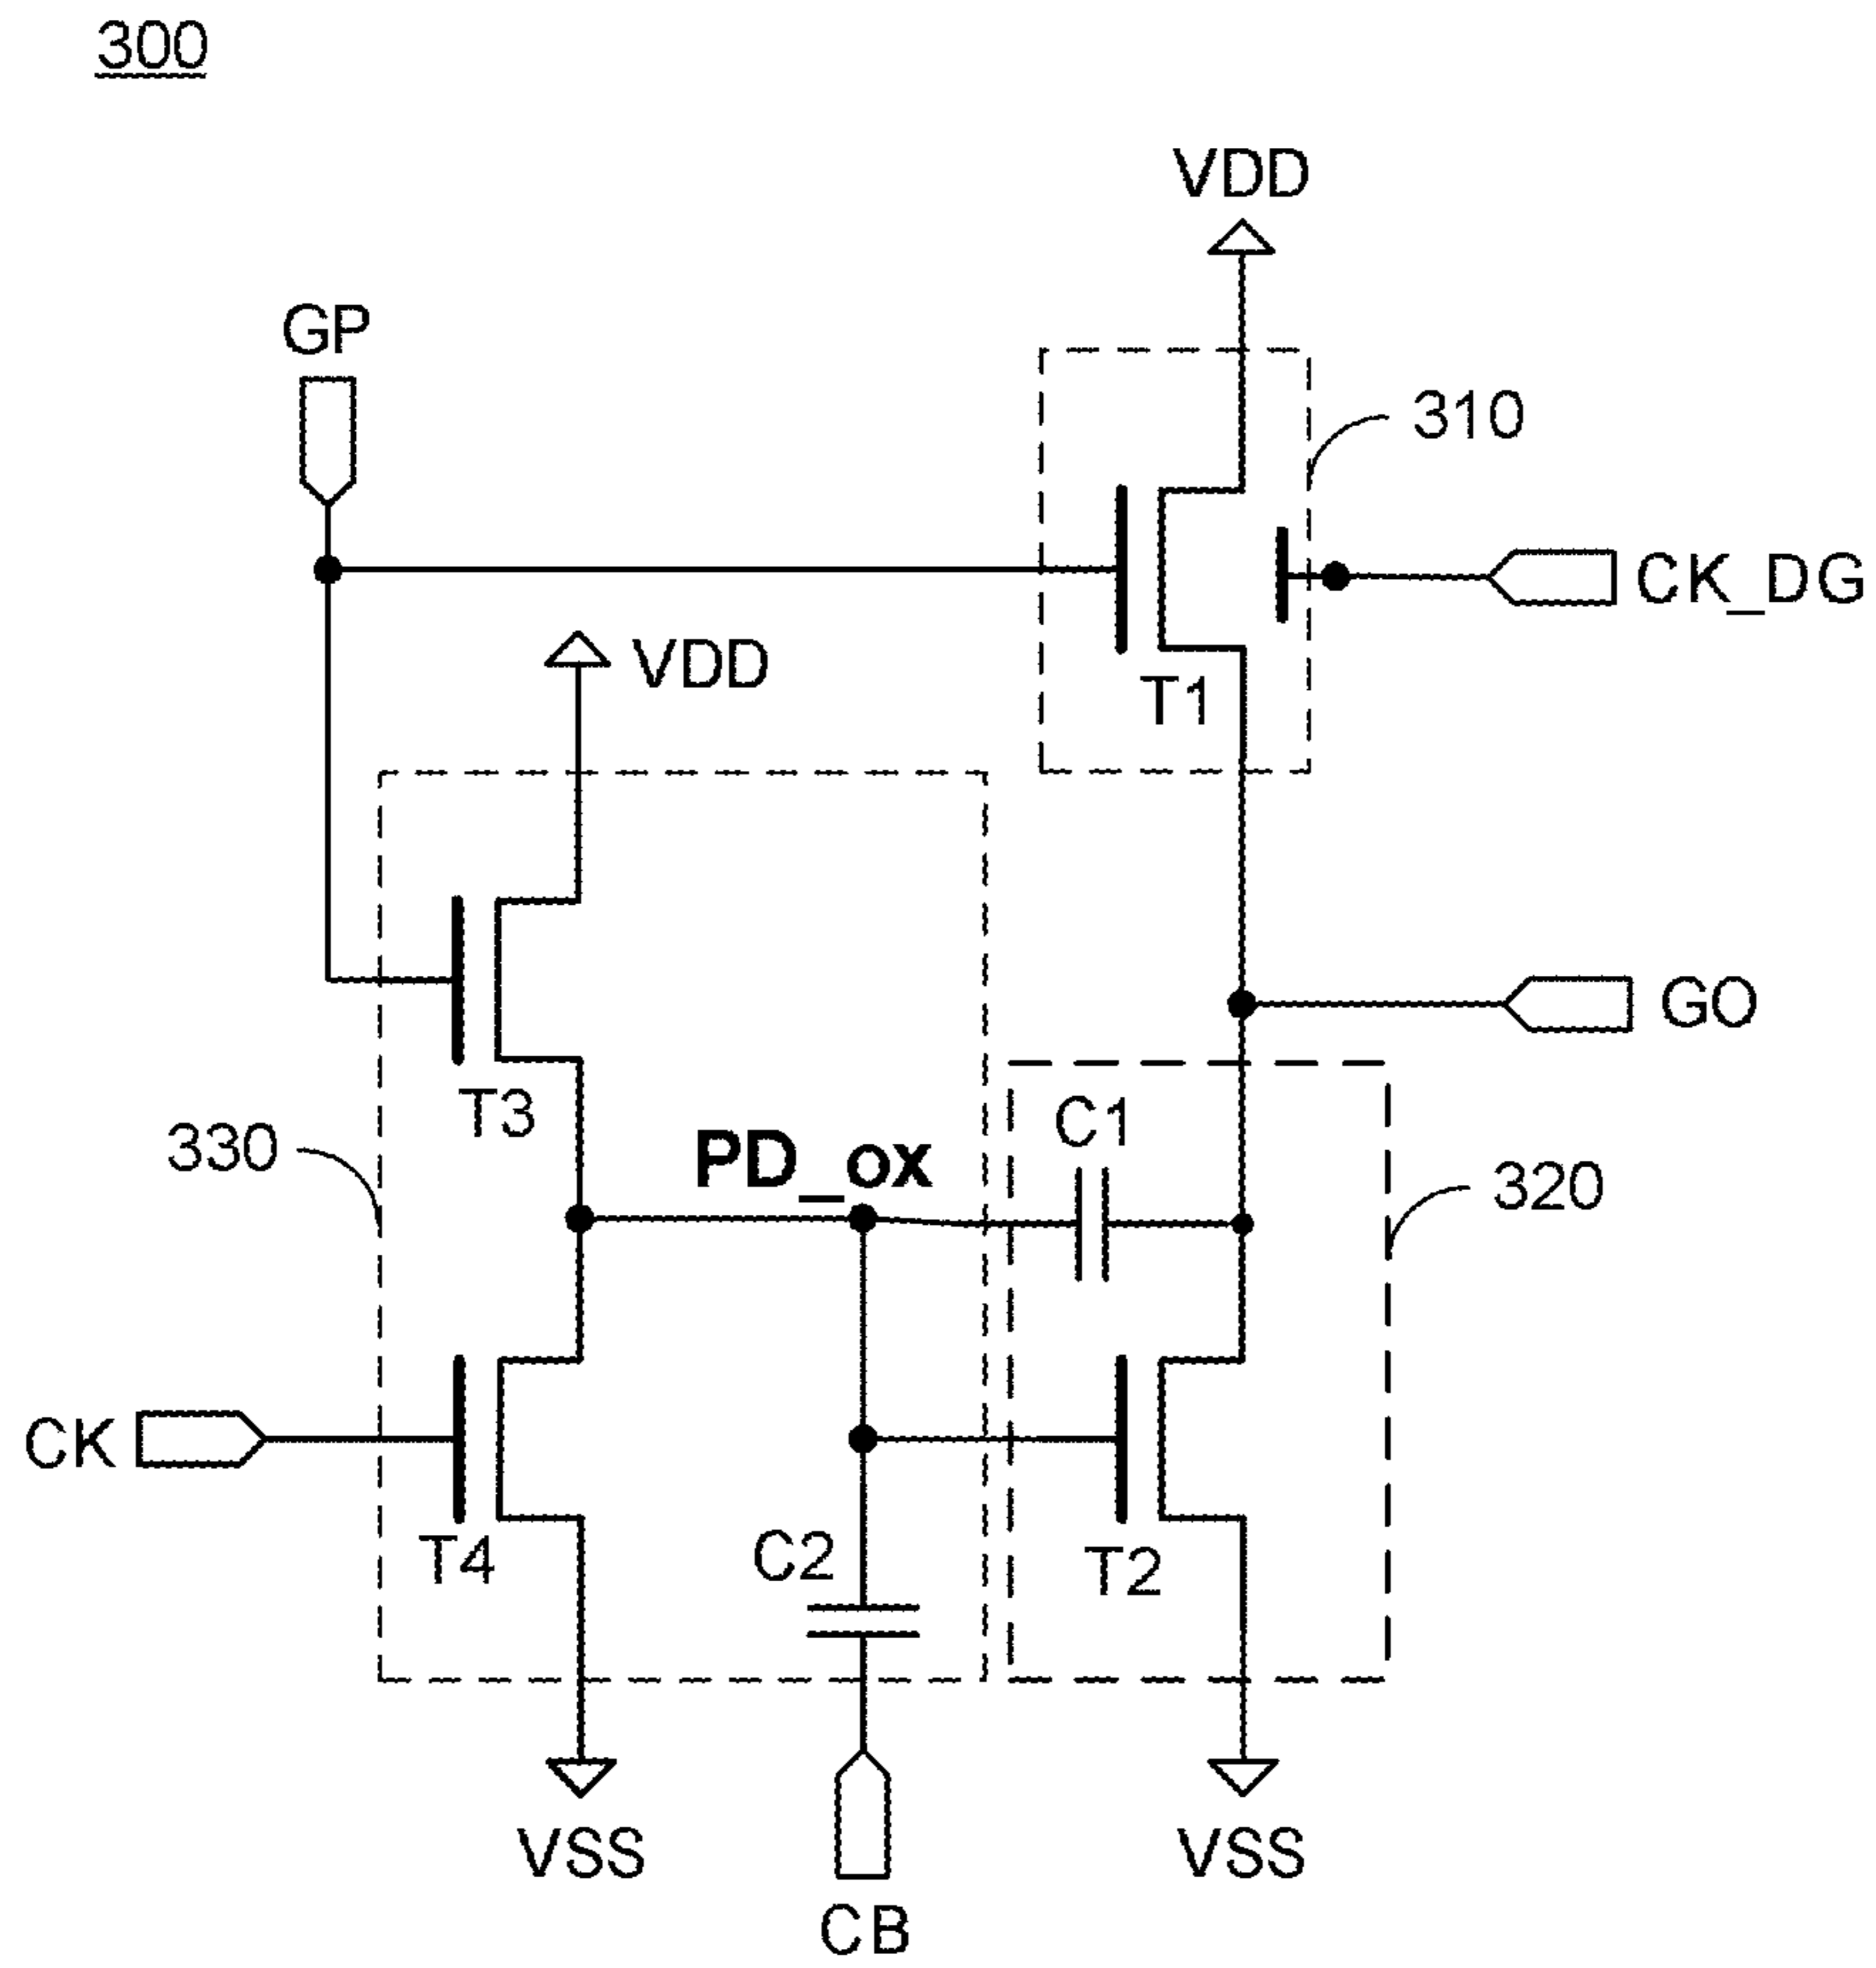 300
VDD
GP
310
CK_DG
VDD
T1
GO
T3
C1
330
PD_ox
320
CK
T4
C2
T2
VSS
VSS
CB